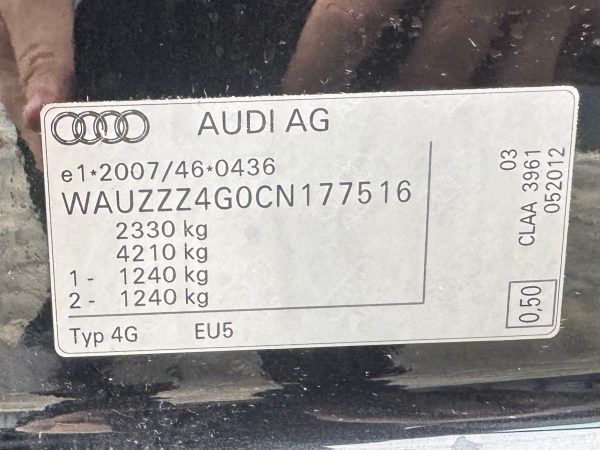 AUDI AG
e1*2007/46*0436
WAUZZZ4G0CN177516
2330 kg
4210 kg
1 - 1240 kg
2 - 1240 kg
Typ 4G EU5
03
CLAA 3961
052012
0,50